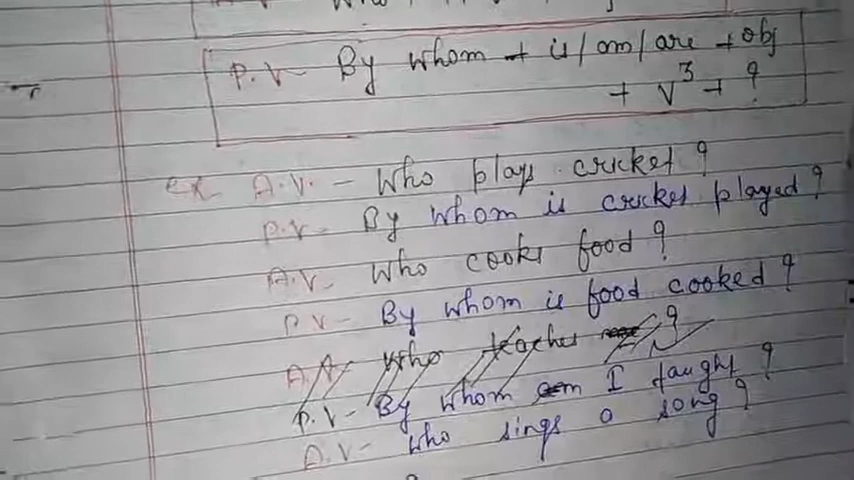 P.V- By whom + is/am/are + obj
+ V3 + ?
ex- A.V. - Who plays cricket ?
P.V- By whom is cricket played ?
A.V- Who cooks food ?
P.V- By whom is food cooked ?
A.A- Who teaches ?
P.V- By whom am I taught ?
A.V- Who sings a song ?